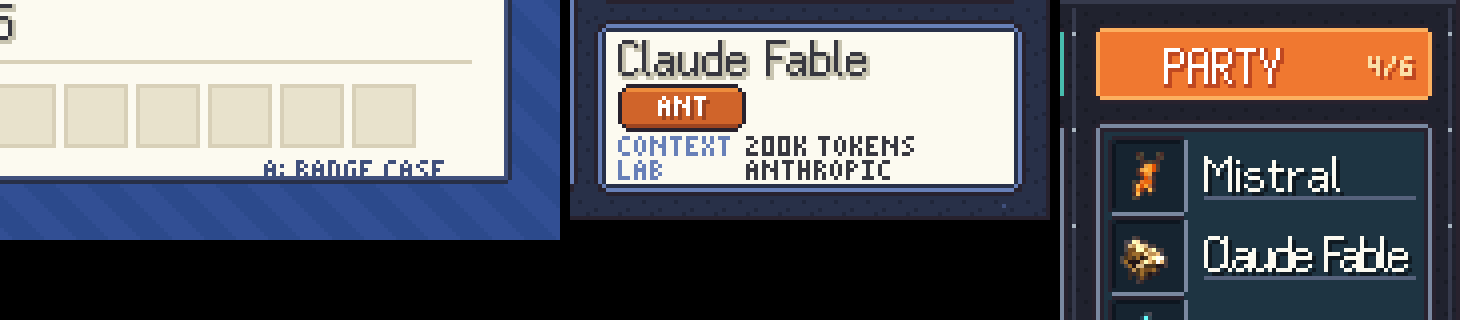 A: BADGE CASE
Claude Fable
ANT
CONTEXT 200K TOKENS
LAB ANTHROPIC
PARTY 4/6
Mistral
Claude Fable